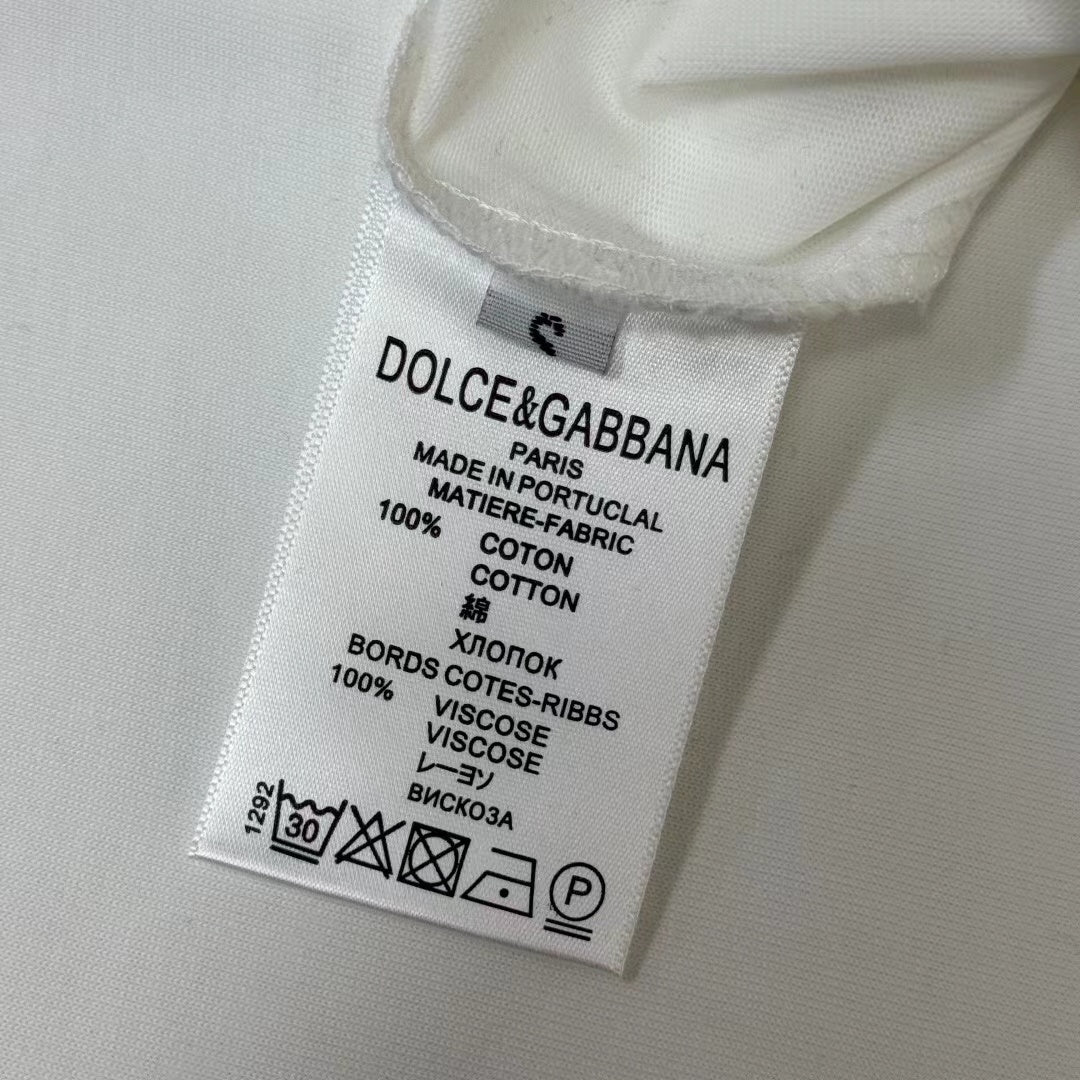 DOLCE&GABBANA
PARIS
MADE IN PORTUCLAL
MATIERE-FABRIC
100% COTON
COTTON
綿
ХЛОПОК
BORDS COTES-RIBBS
100% VISCOSE
VISCOSE
レーヨソ
ВИСКОЗА
1292
30
P